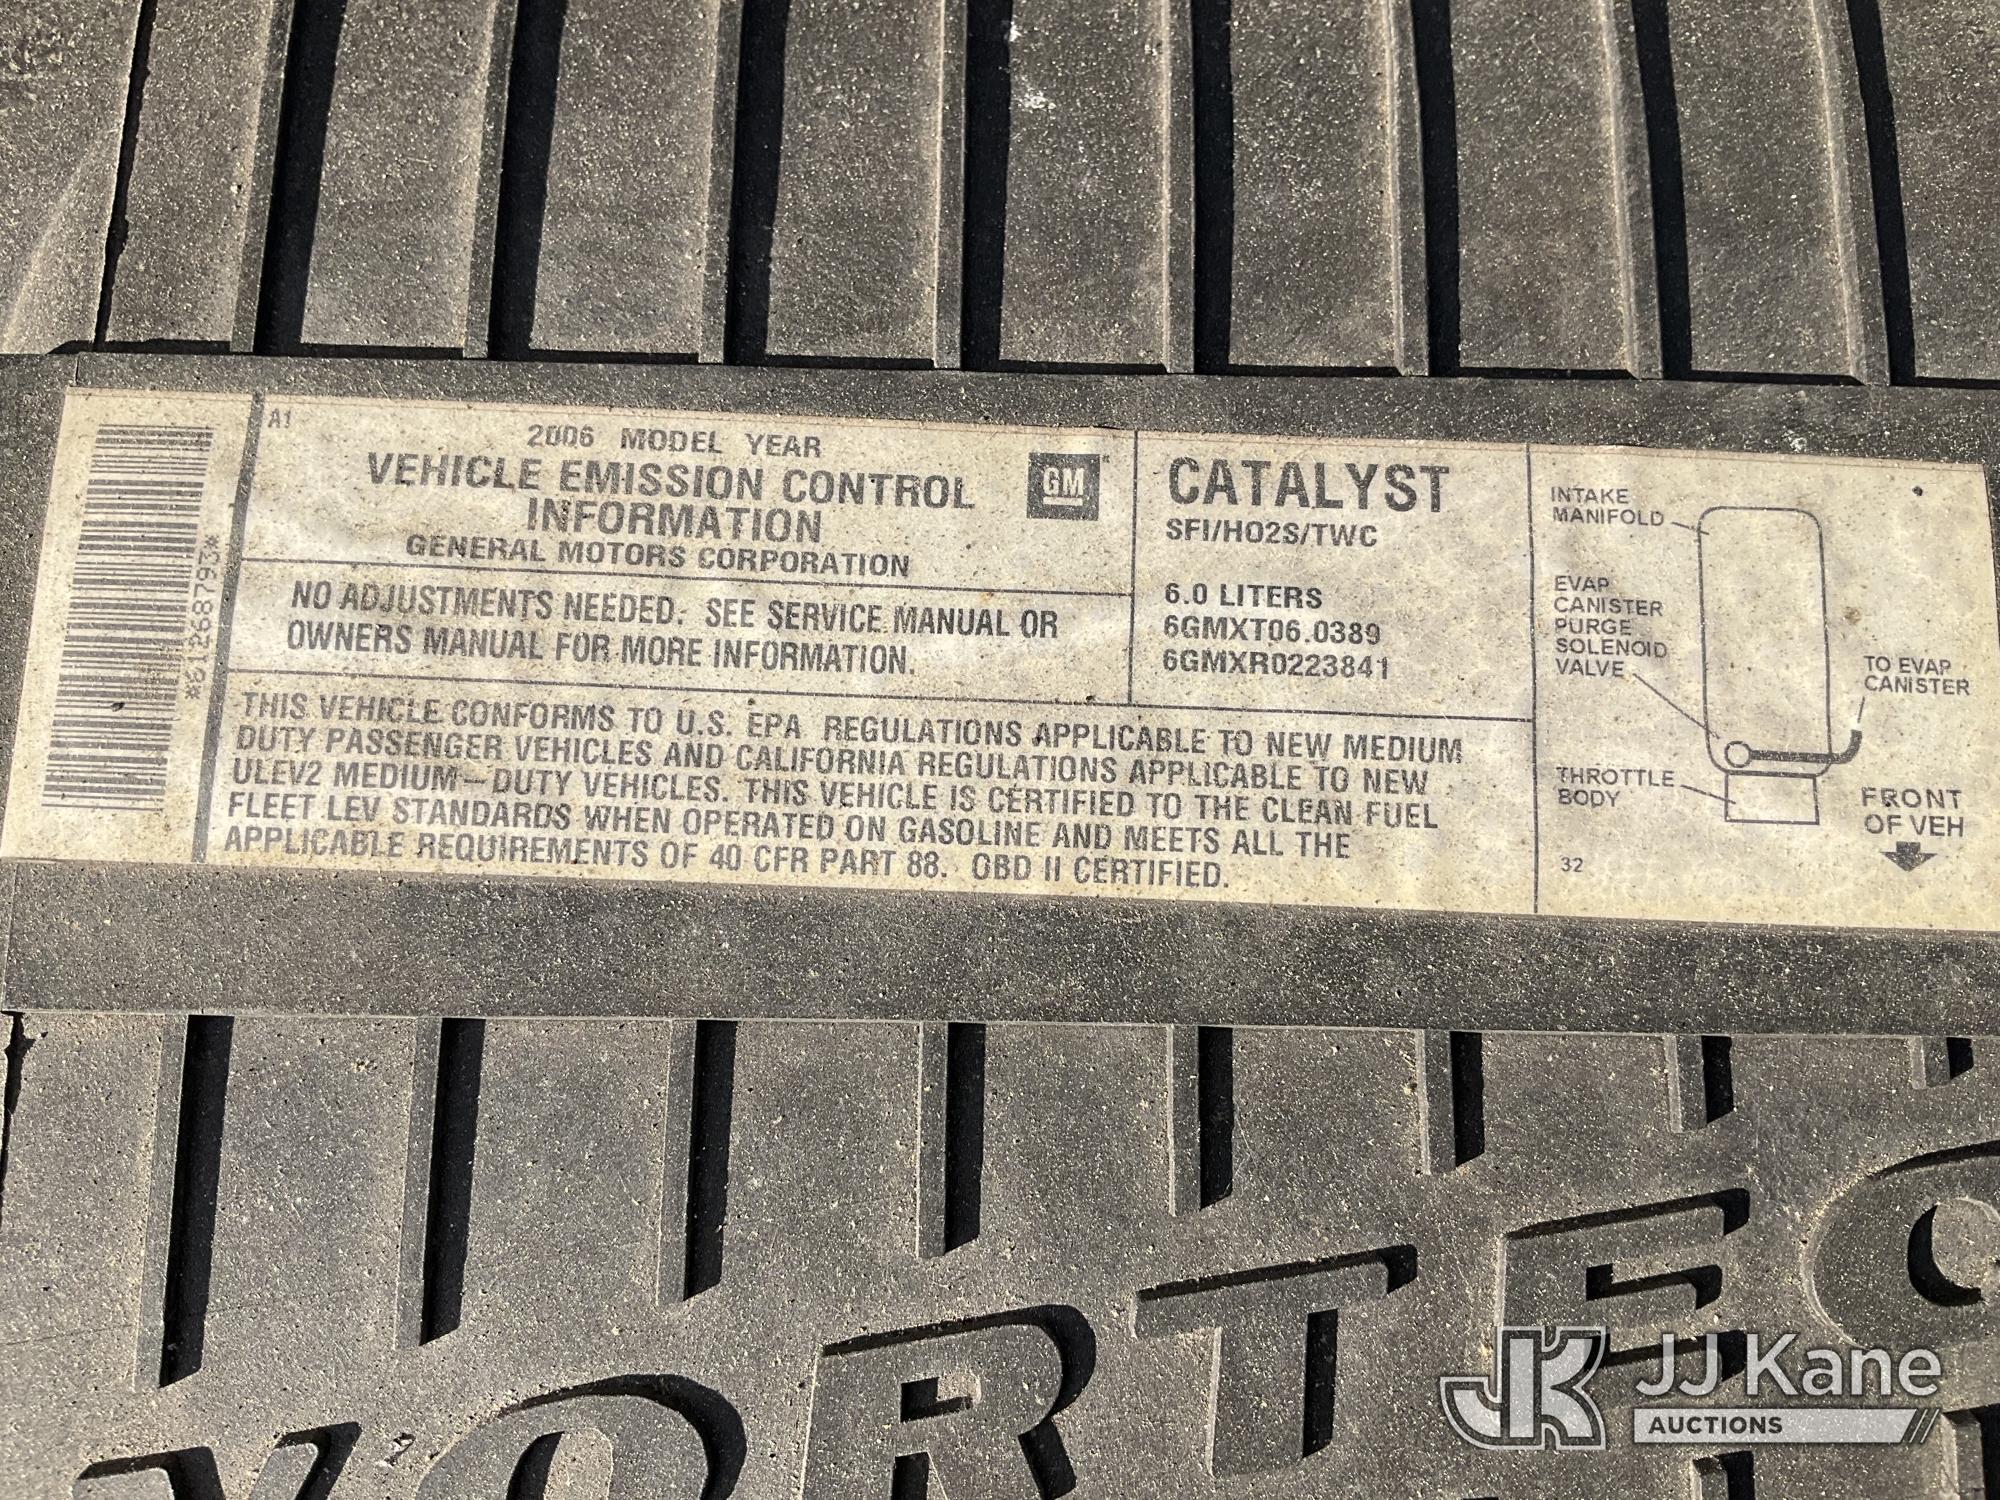 *61268793*
A1
2006 MODEL YEAR
VEHICLE EMISSION CONTROL
INFORMATION
GENERAL MOTORS CORPORATION
GM
NO ADJUSTMENTS NEEDED. SEE SERVICE MANUAL OR
OWNERS MANUAL FOR MORE INFORMATION.
CATALYST
SFI/HO2S/TWC
6.0 LITERS
6GMXT06.0389
6GMXR0223841
THIS VEHICLE CONFORMS TO U.S. EPA REGULATIONS APPLICABLE TO NEW MEDIUM
DUTY PASSENGER VEHICLES AND CALIFORNIA REGULATIONS APPLICABLE TO NEW
ULEV2 MEDIUM-DUTY VEHICLES. THIS VEHICLE IS CERTIFIED TO THE CLEAN FUEL
FLEET LEV STANDARDS WHEN OPERATED ON GASOLINE AND MEETS ALL THE
APPLICABLE REQUIREMENTS OF 40 CFR PART 88. OBD II CERTIFIED.
INTAKE
MANIFOLD
EVAP
CANISTER
PURGE
SOLENOID
VALVE
TO EVAP
CANISTER
THROTTLE
BODY
FRONT
OF VEH
32
VORTEC
JK
JJ Kane
AUCTIONS